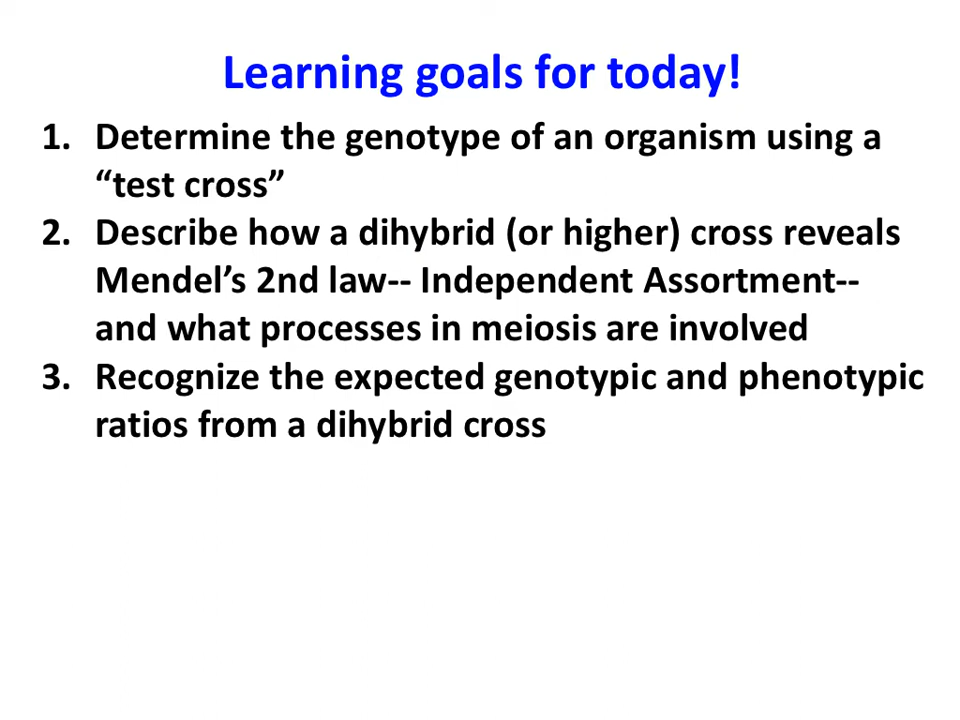 Learning goals for today!
1. Determine the genotype of an organism using a
“test cross”
2. Describe how a dihybrid (or higher) cross reveals
Mendel’s 2nd law-- Independent Assortment--
and what processes in meiosis are involved
3. Recognize the expected genotypic and phenotypic
ratios from a dihybrid cross